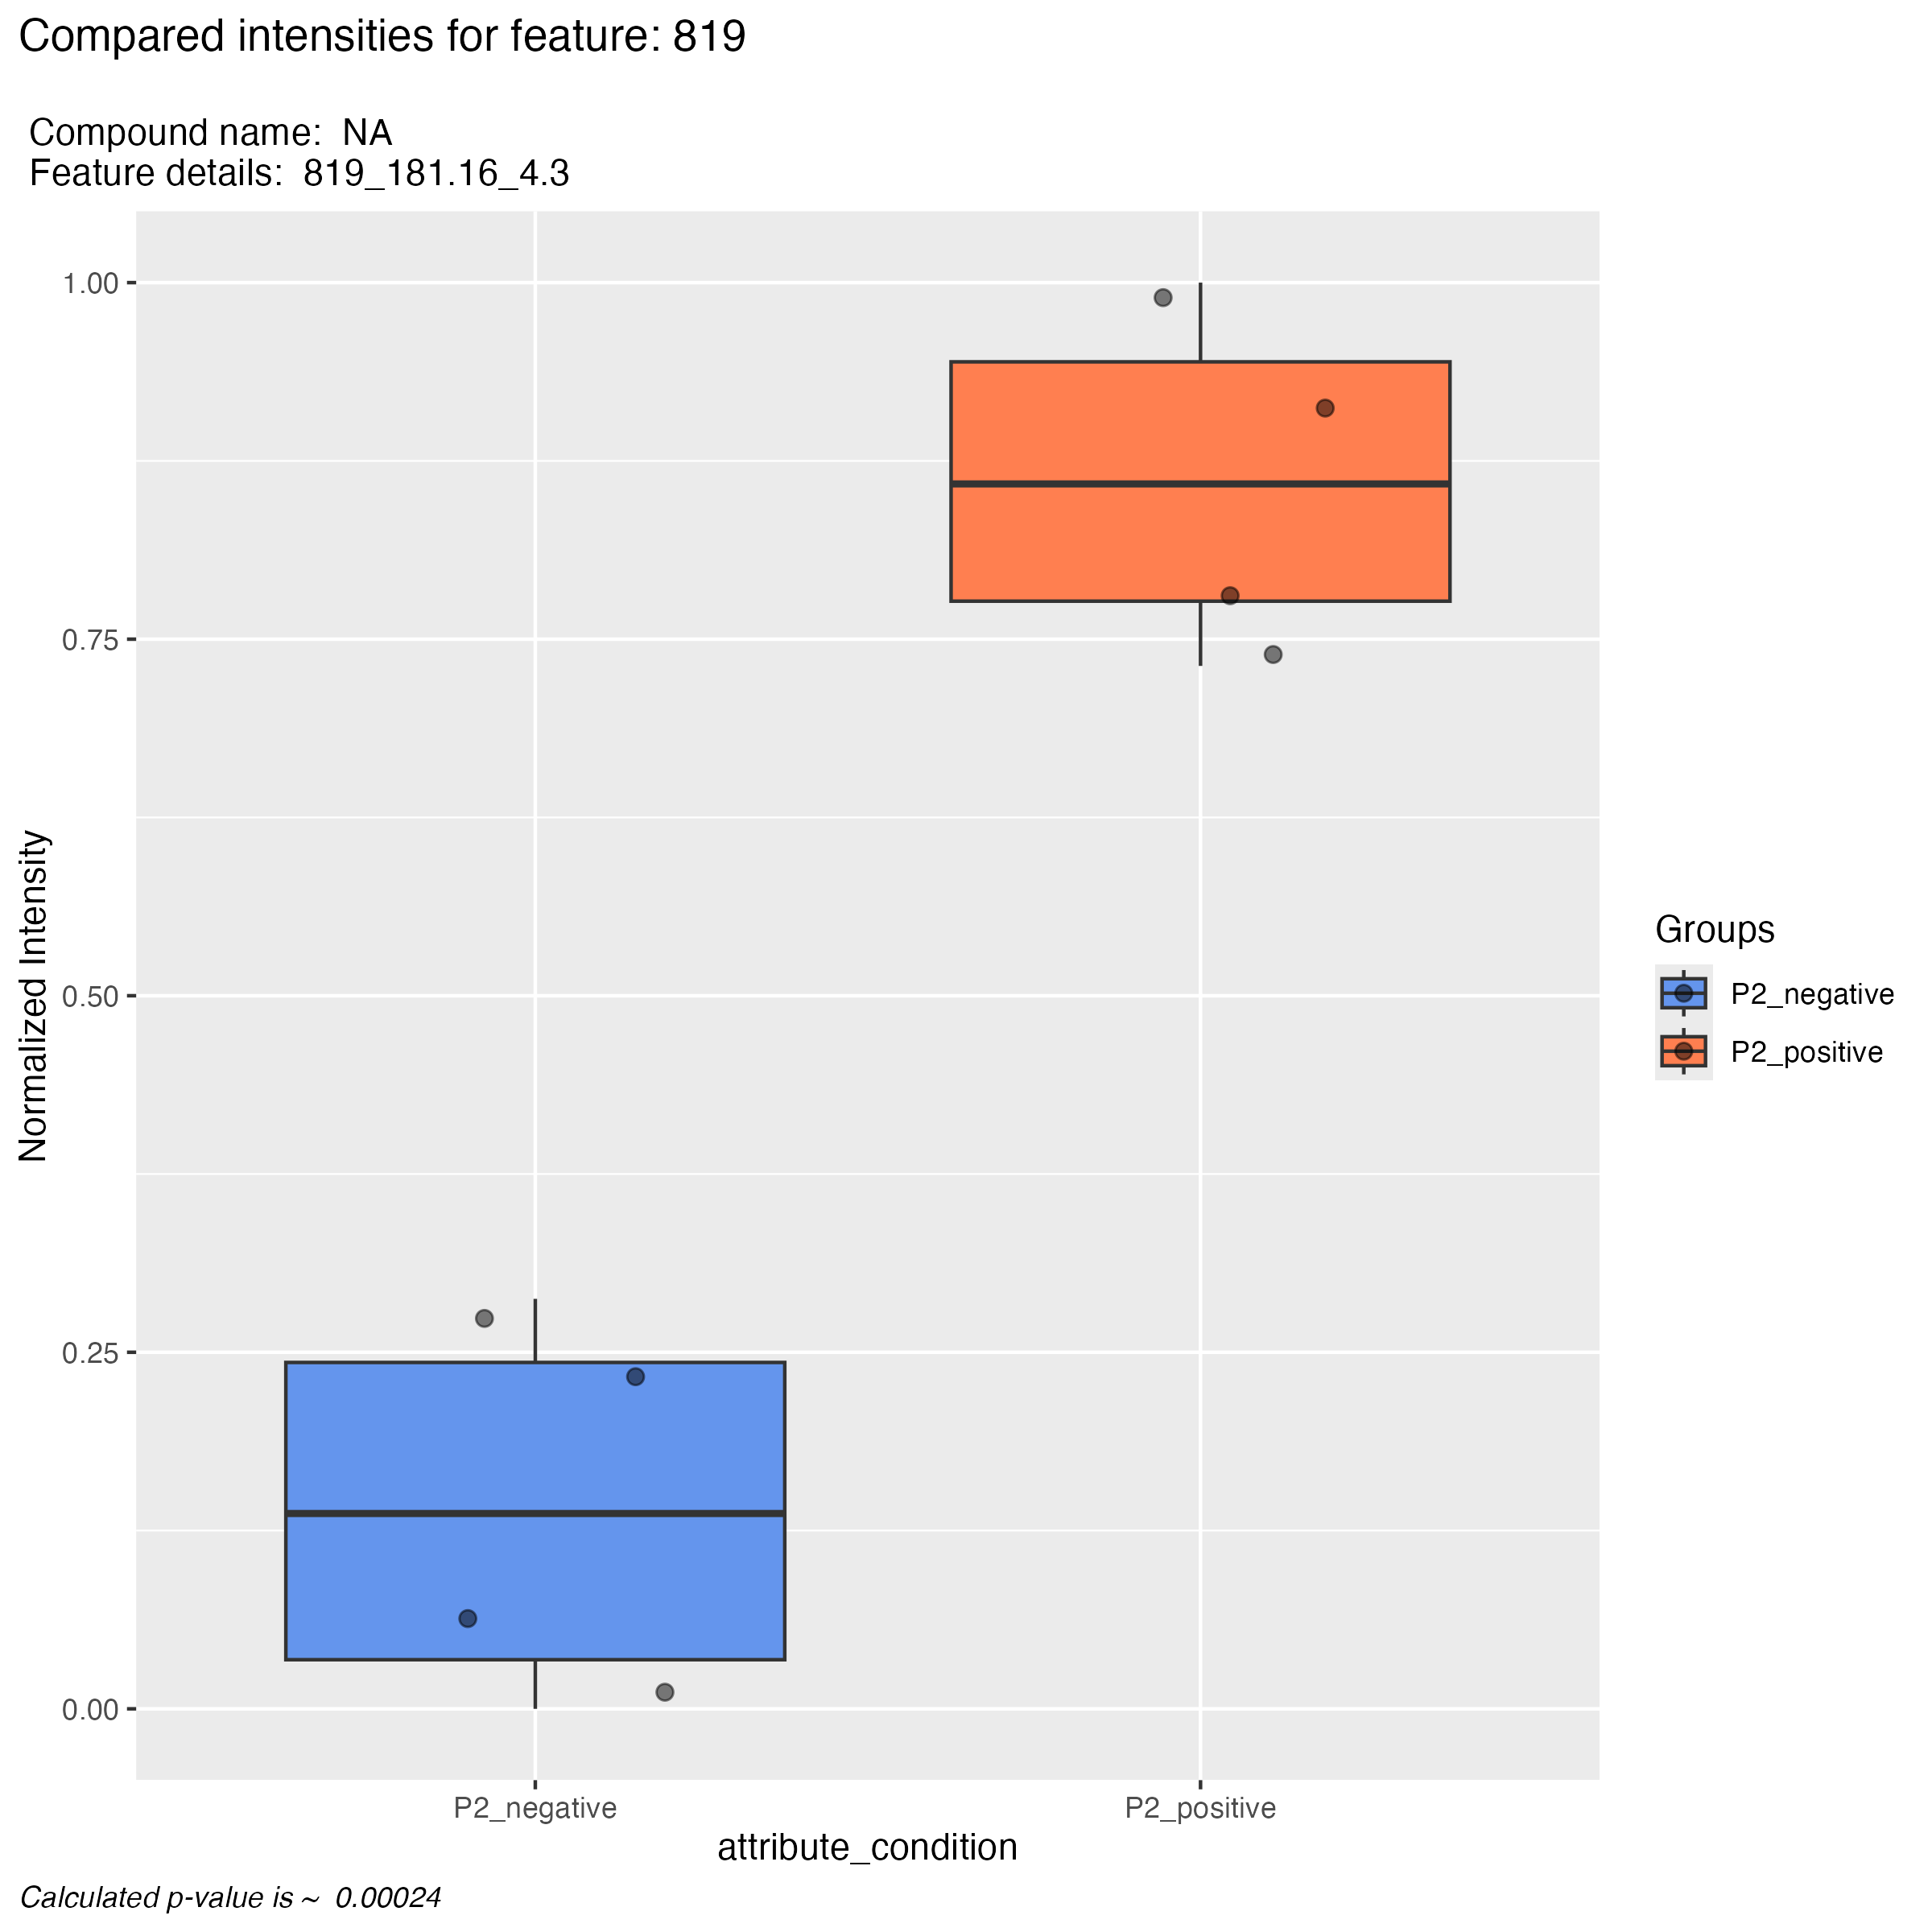 Compared intensities for feature: 819
Compound name:  NA
Feature details:  819_181.16_4.3
Normalized Intensity
1.00
0.75
0.50
0.25
0.00
P2_negative
P2_positive
attribute_condition
Groups
P2_negative
P2_positive
Calculated p-value is ~  0.00024